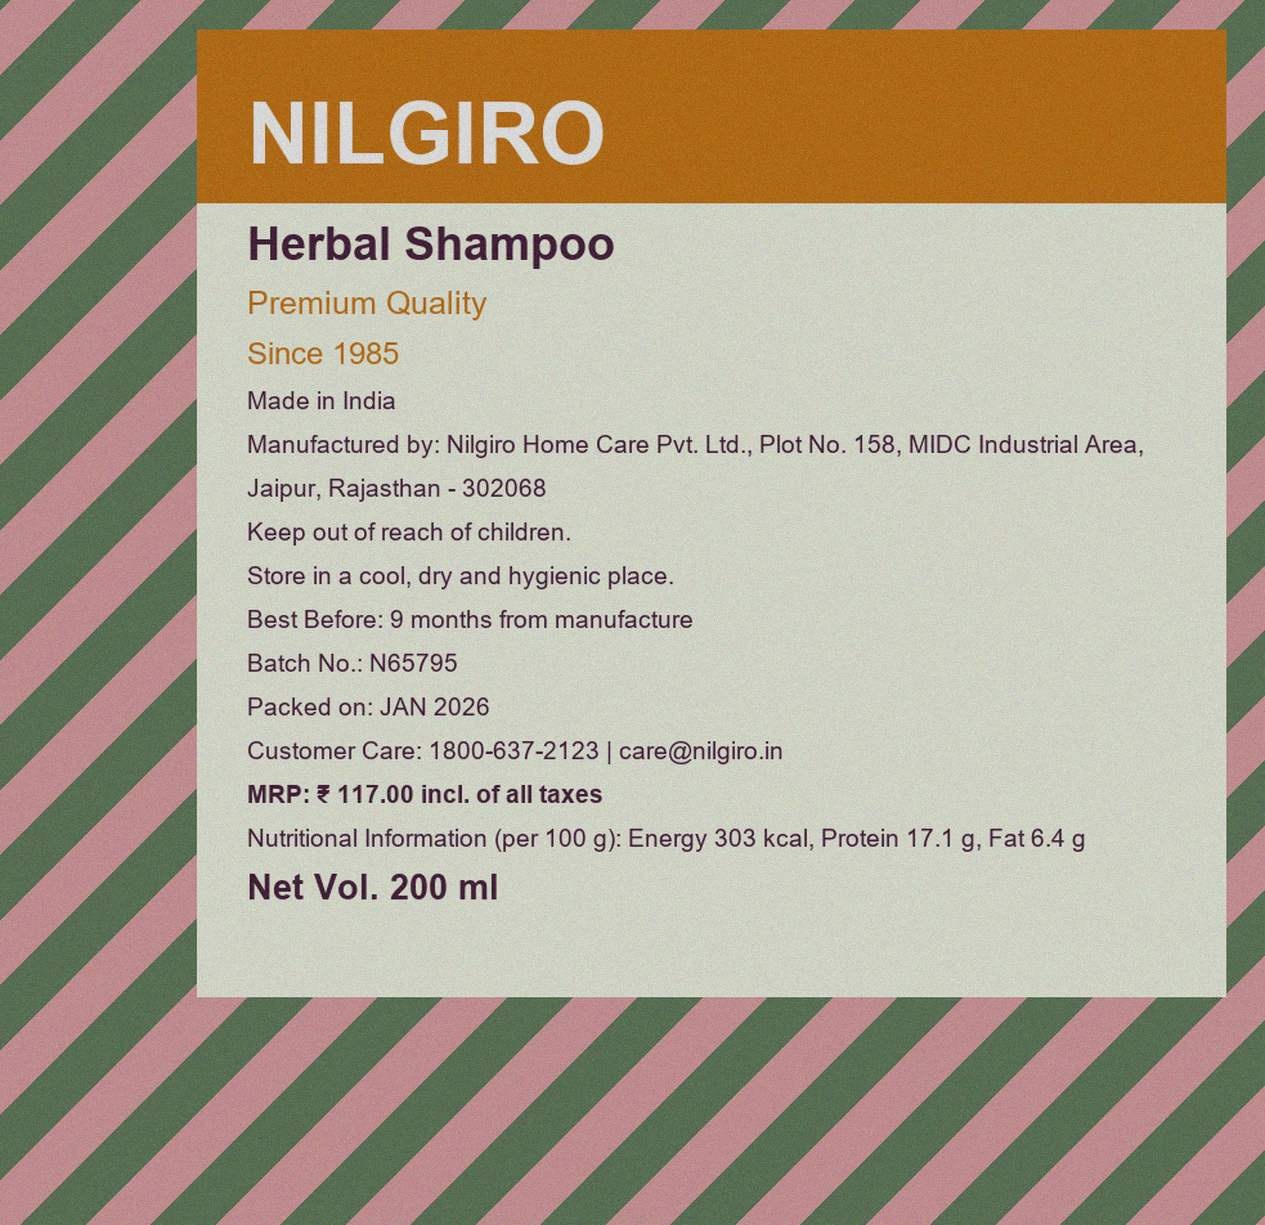 NILGIRO
Herbal Shampoo
Premium Quality
Since 1985
Made in India
Manufactured by: Nilgiro Home Care Pvt. Ltd., Plot No. 158, MIDC Industrial Area,
Jaipur, Rajasthan - 302068
Keep out of reach of children.
Store in a cool, dry and hygienic place.
Best Before: 9 months from manufacture
Batch No.: N65795
Packed on: JAN 2026
Customer Care: 1800-637-2123 | care@nilgiro.in
MRP: ₹ 117.00 incl. of all taxes
Nutritional Information (per 100 g): Energy 303 kcal, Protein 17.1 g, Fat 6.4 g
Net Vol. 200 ml